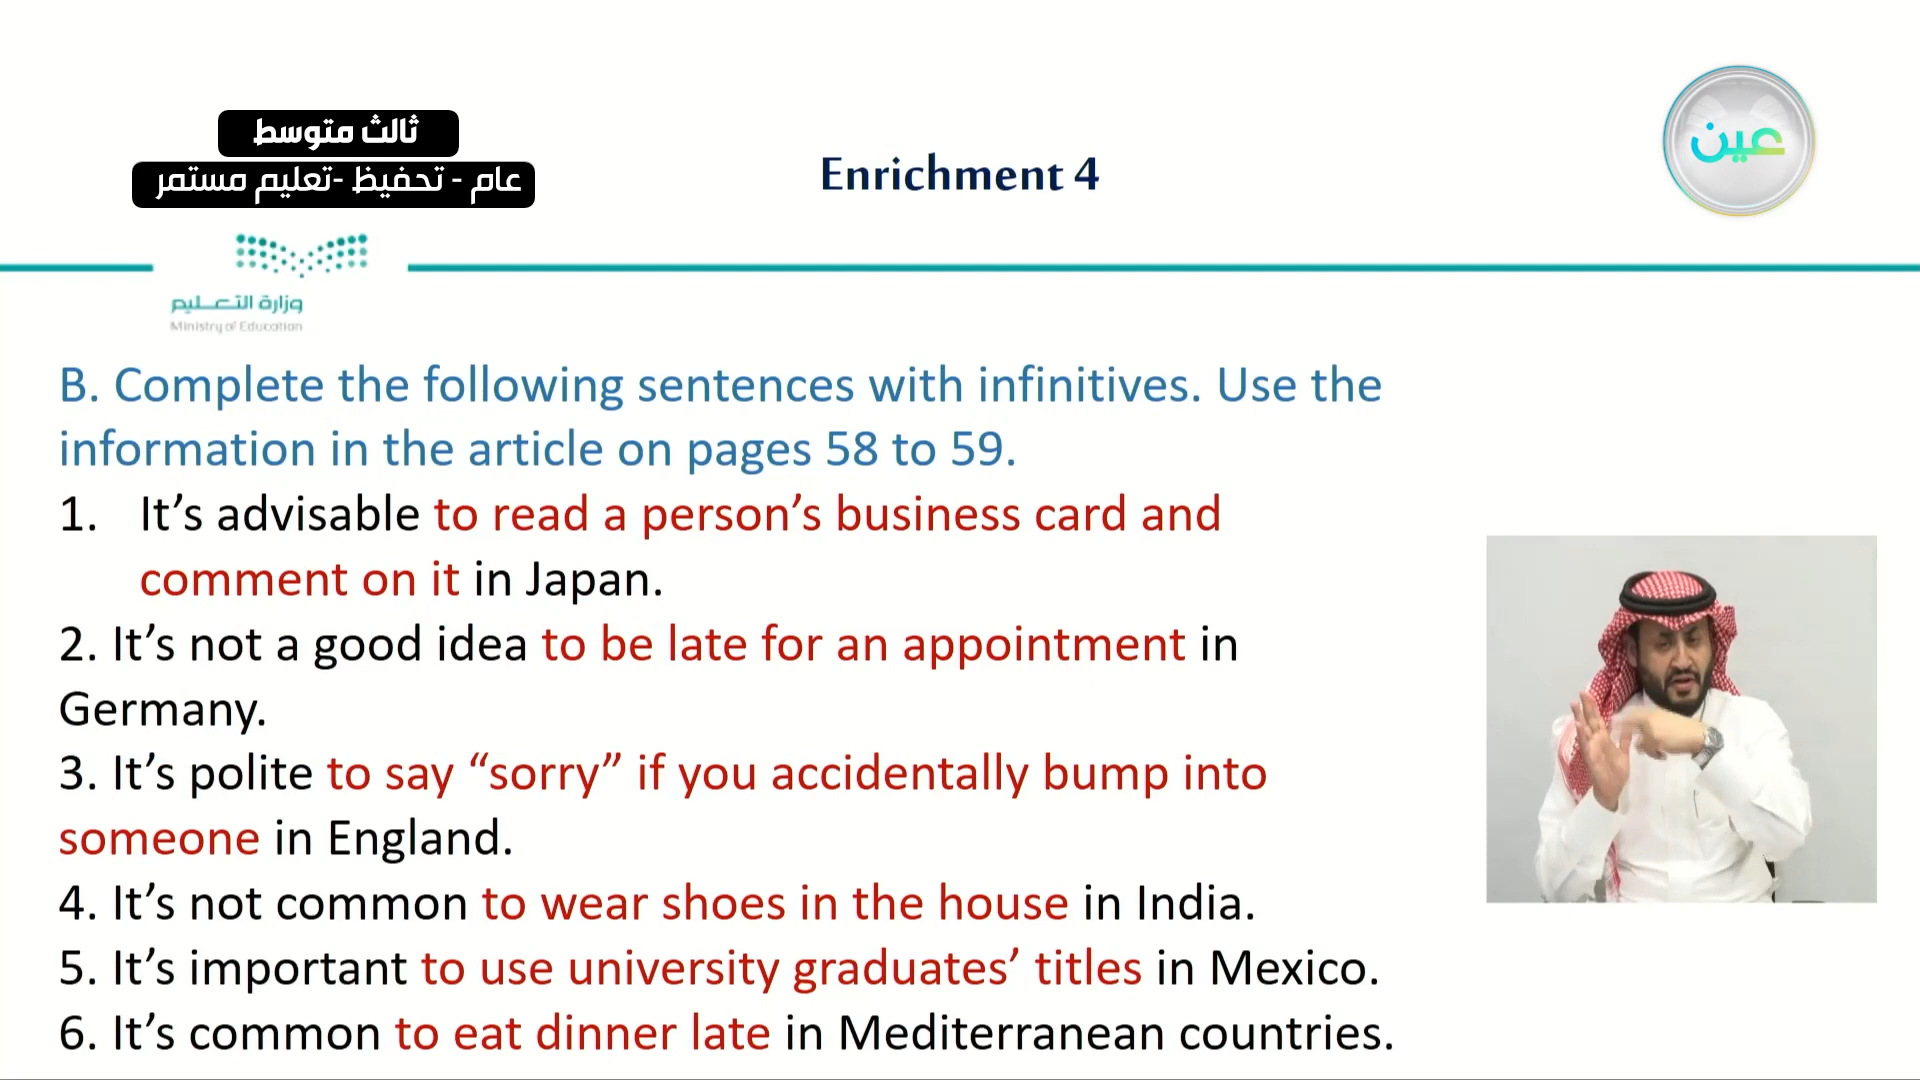 ثالث متوسط
عام - تحفيظ -تعليم مستمر
Enrichment 4
عين
وزارة التعليم
Ministry of Education
B. Complete the following sentences with infinitives. Use the
information in the article on pages 58 to 59.
1. It’s advisable to read a person’s business card and
comment on it in Japan.
2. It’s not a good idea to be late for an appointment in
Germany.
3. It’s polite to say “sorry” if you accidentally bump into
someone in England.
4. It’s not common to wear shoes in the house in India.
5. It’s important to use university graduates’ titles in Mexico.
6. It’s common to eat dinner late in Mediterranean countries.